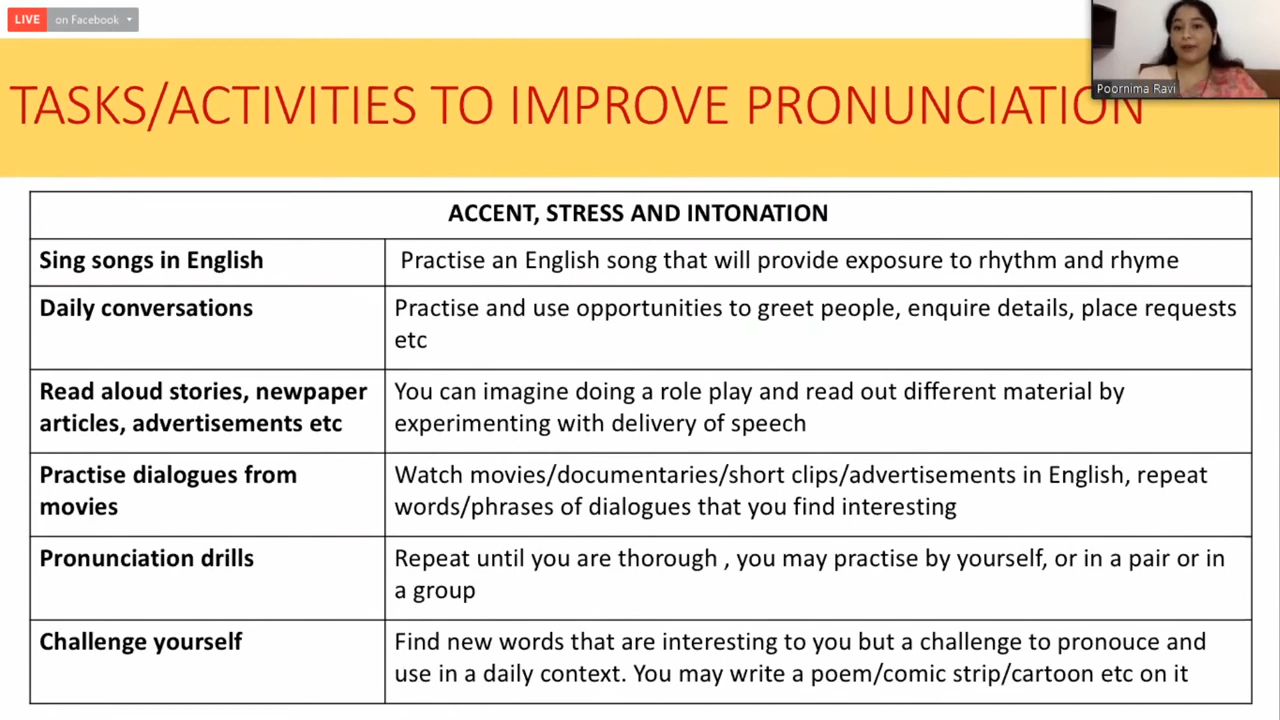 LIVE on Facebook
Poornima Ravi
TASKS/ACTIVITIES TO IMPROVE PRONUNCIATION
ACCENT, STRESS AND INTONATION
Sing songs in English
Practise an English song that will provide exposure to rhythm and rhyme
Daily conversations
Practise and use opportunities to greet people, enquire details, place requests
etc
Read aloud stories, newpaper
articles, advertisements etc
You can imagine doing a role play and read out different material by
experimenting with delivery of speech
Practise dialogues from
movies
Watch movies/documentaries/short clips/advertisements in English, repeat
words/phrases of dialogues that you find interesting
Pronunciation drills
Repeat until you are thorough , you may practise by yourself, or in a pair or in
a group
Challenge yourself
Find new words that are interesting to you but a challenge to pronouce and
use in a daily context. You may write a poem/comic strip/cartoon etc on it